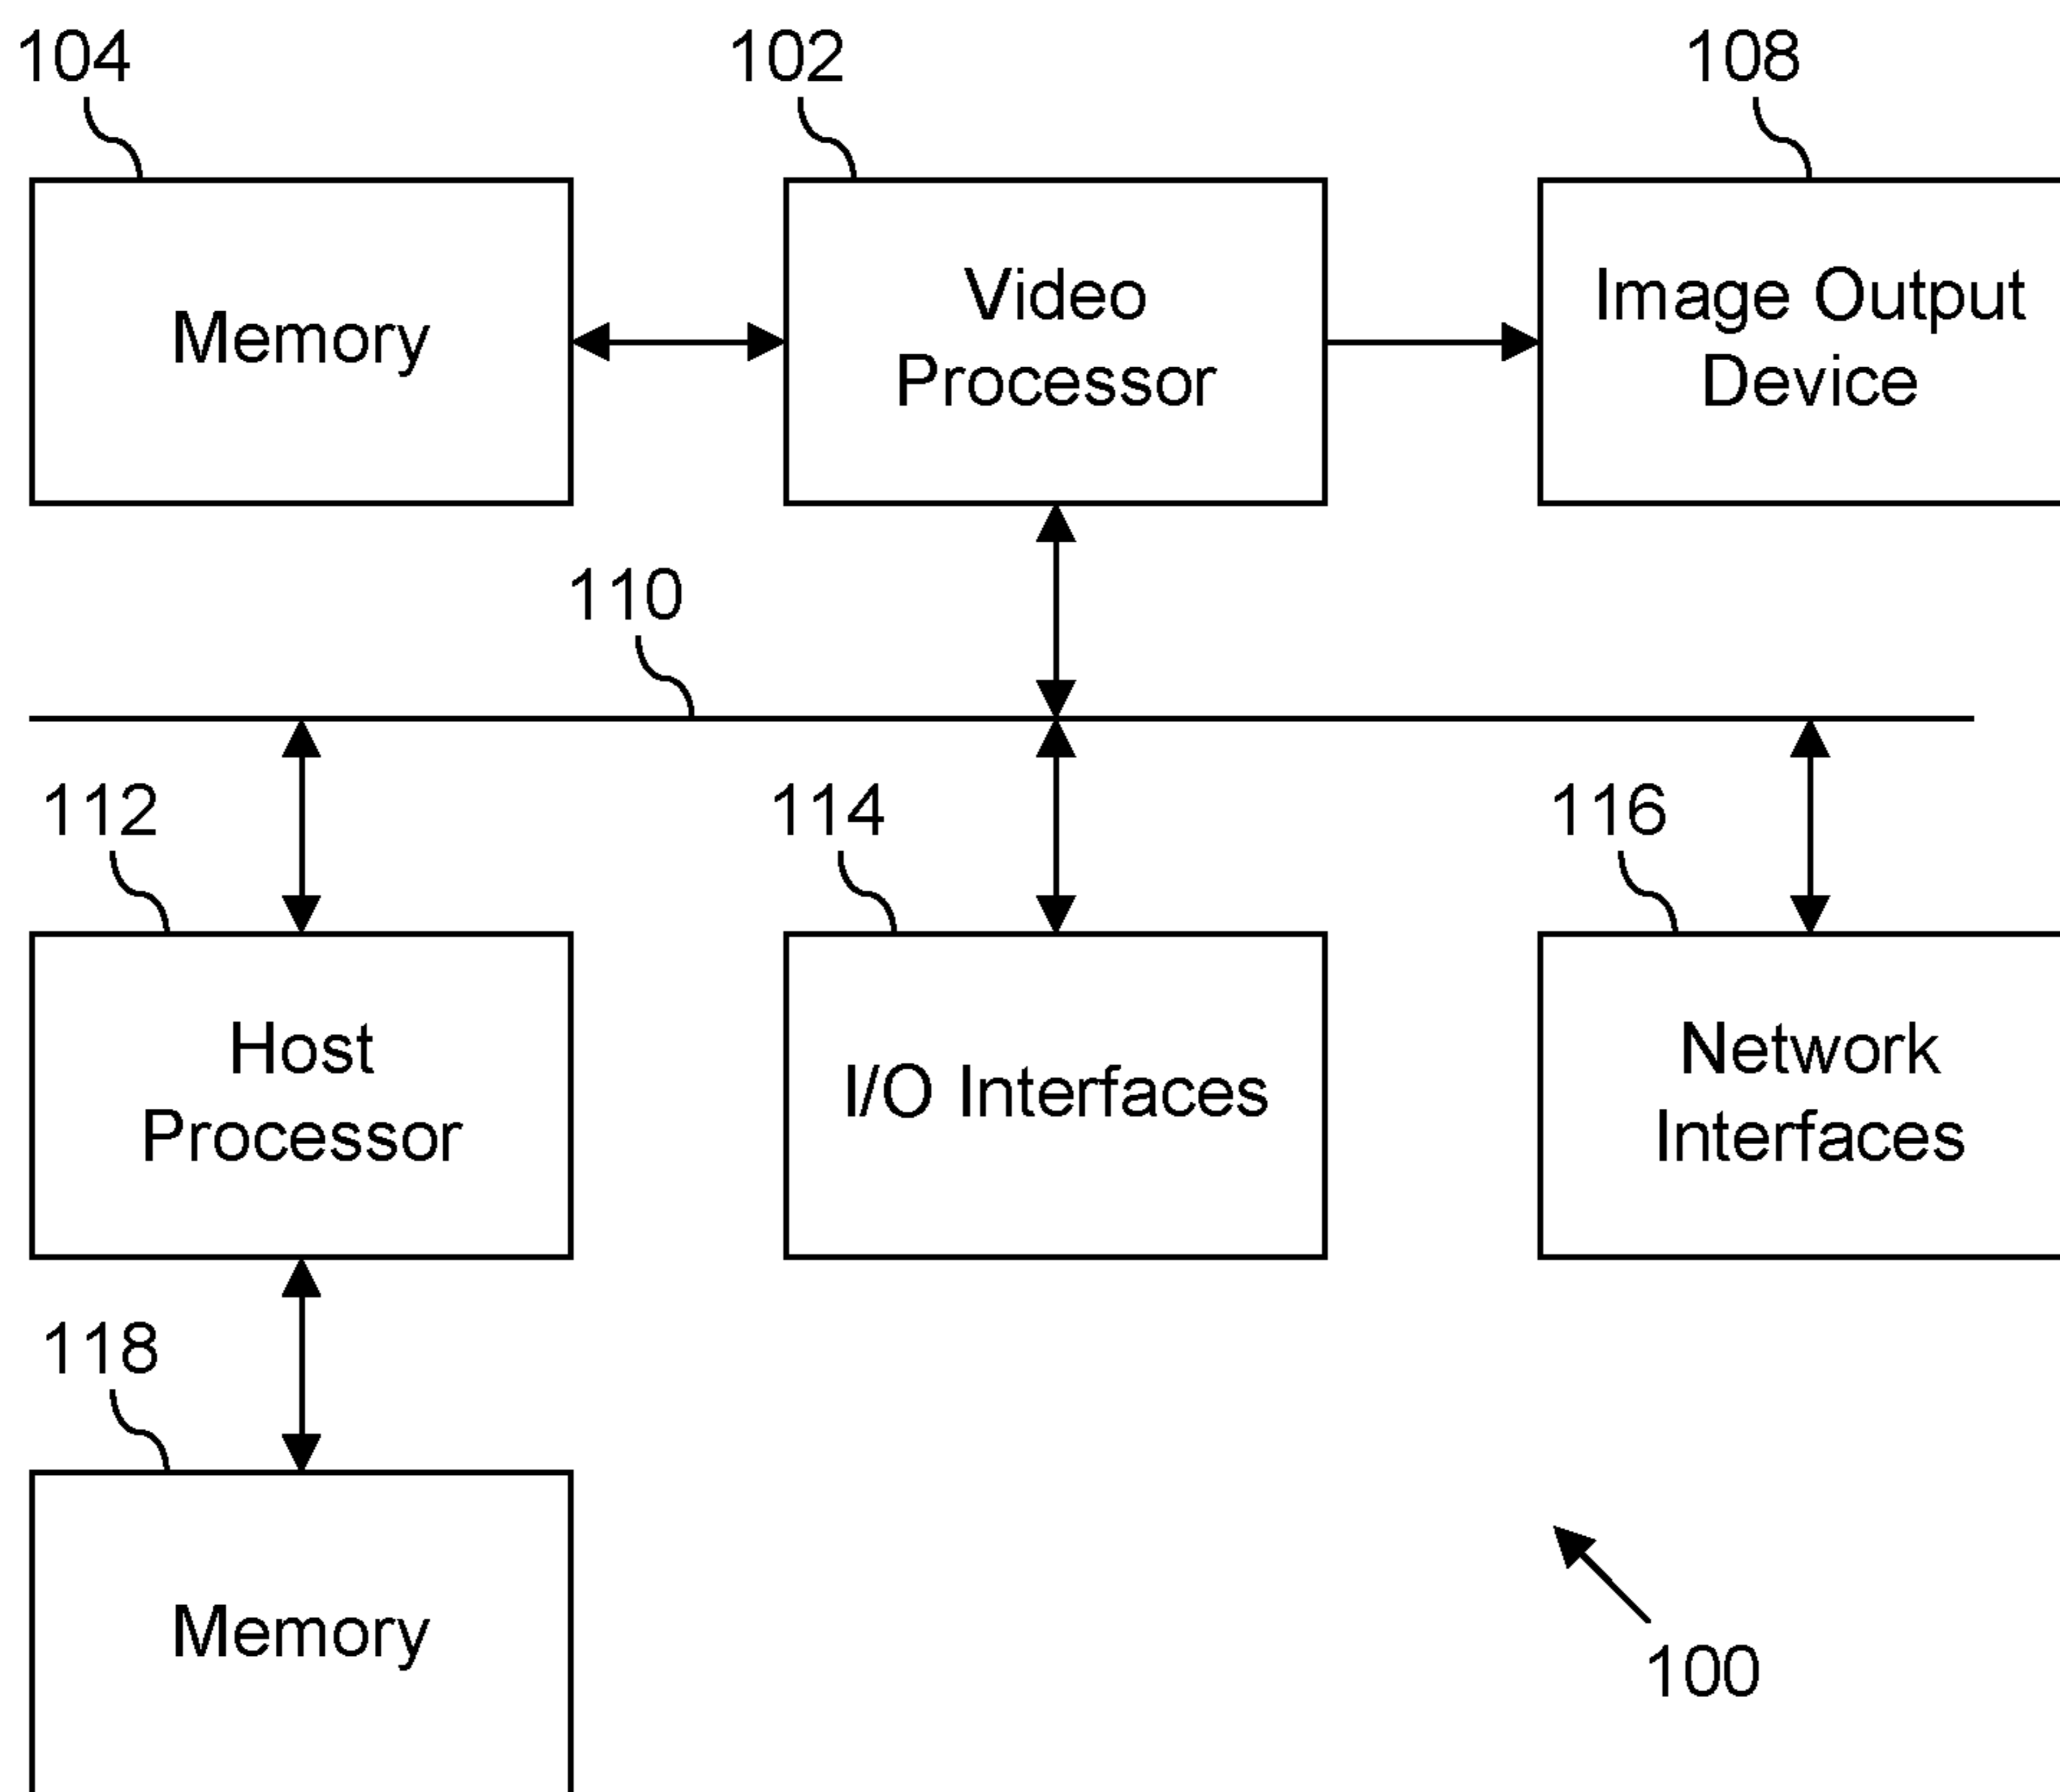 104
102
108
Memory
Video
Processor
Image Output
Device
110
112
114
116
Host
Processor
I/O Interfaces
Network
Interfaces
118
Memory
100